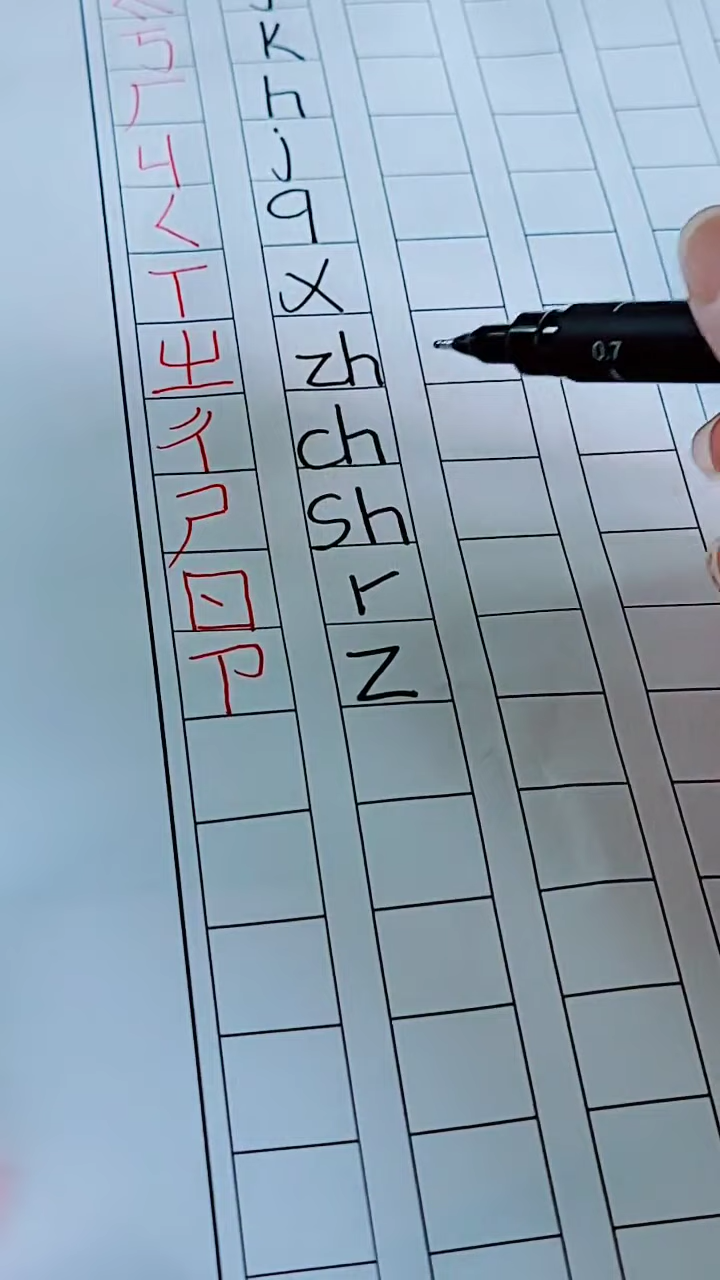 ㄎ k
ㄏ h
ㄐ j
ㄑ q
ㄒ x
ㄓ zh
ㄔ ch
ㄕ sh
ㄖ r
ㄗ z
0.7